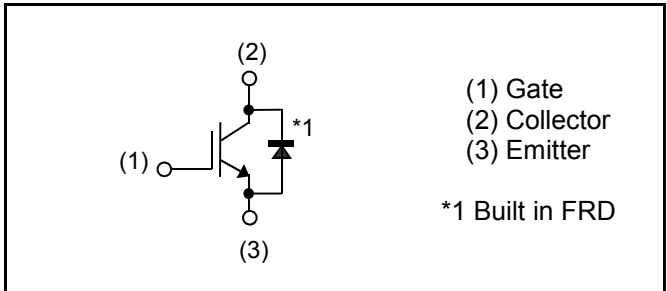 (2)
*1
(1)
(3)
(1) Gate
(2) Collector
(3) Emitter
*1 Built in FRD